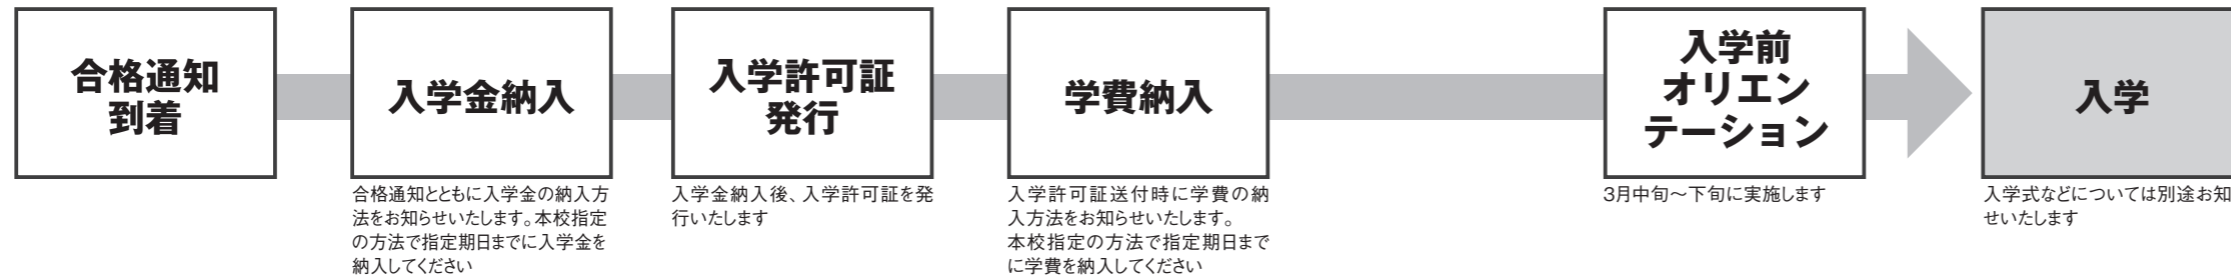 合格通知
到着
入学金納入
合格通知とともに入学金の納入方
法をお知らせいたします。本校指定
の方法で指定期日までに入学金を
納入してください
入学許可証
発行
入学金納入後、入学許可証を発
行いたします
学費納入
入学許可証送付時に学費の納
入方法をお知らせいたします。
本校指定の方法で指定期日まで
に学費を納入してください
入学前
オリエン
テーション
3月中旬～下旬に実施します
入学
入学式などについては別途お知
せいたします